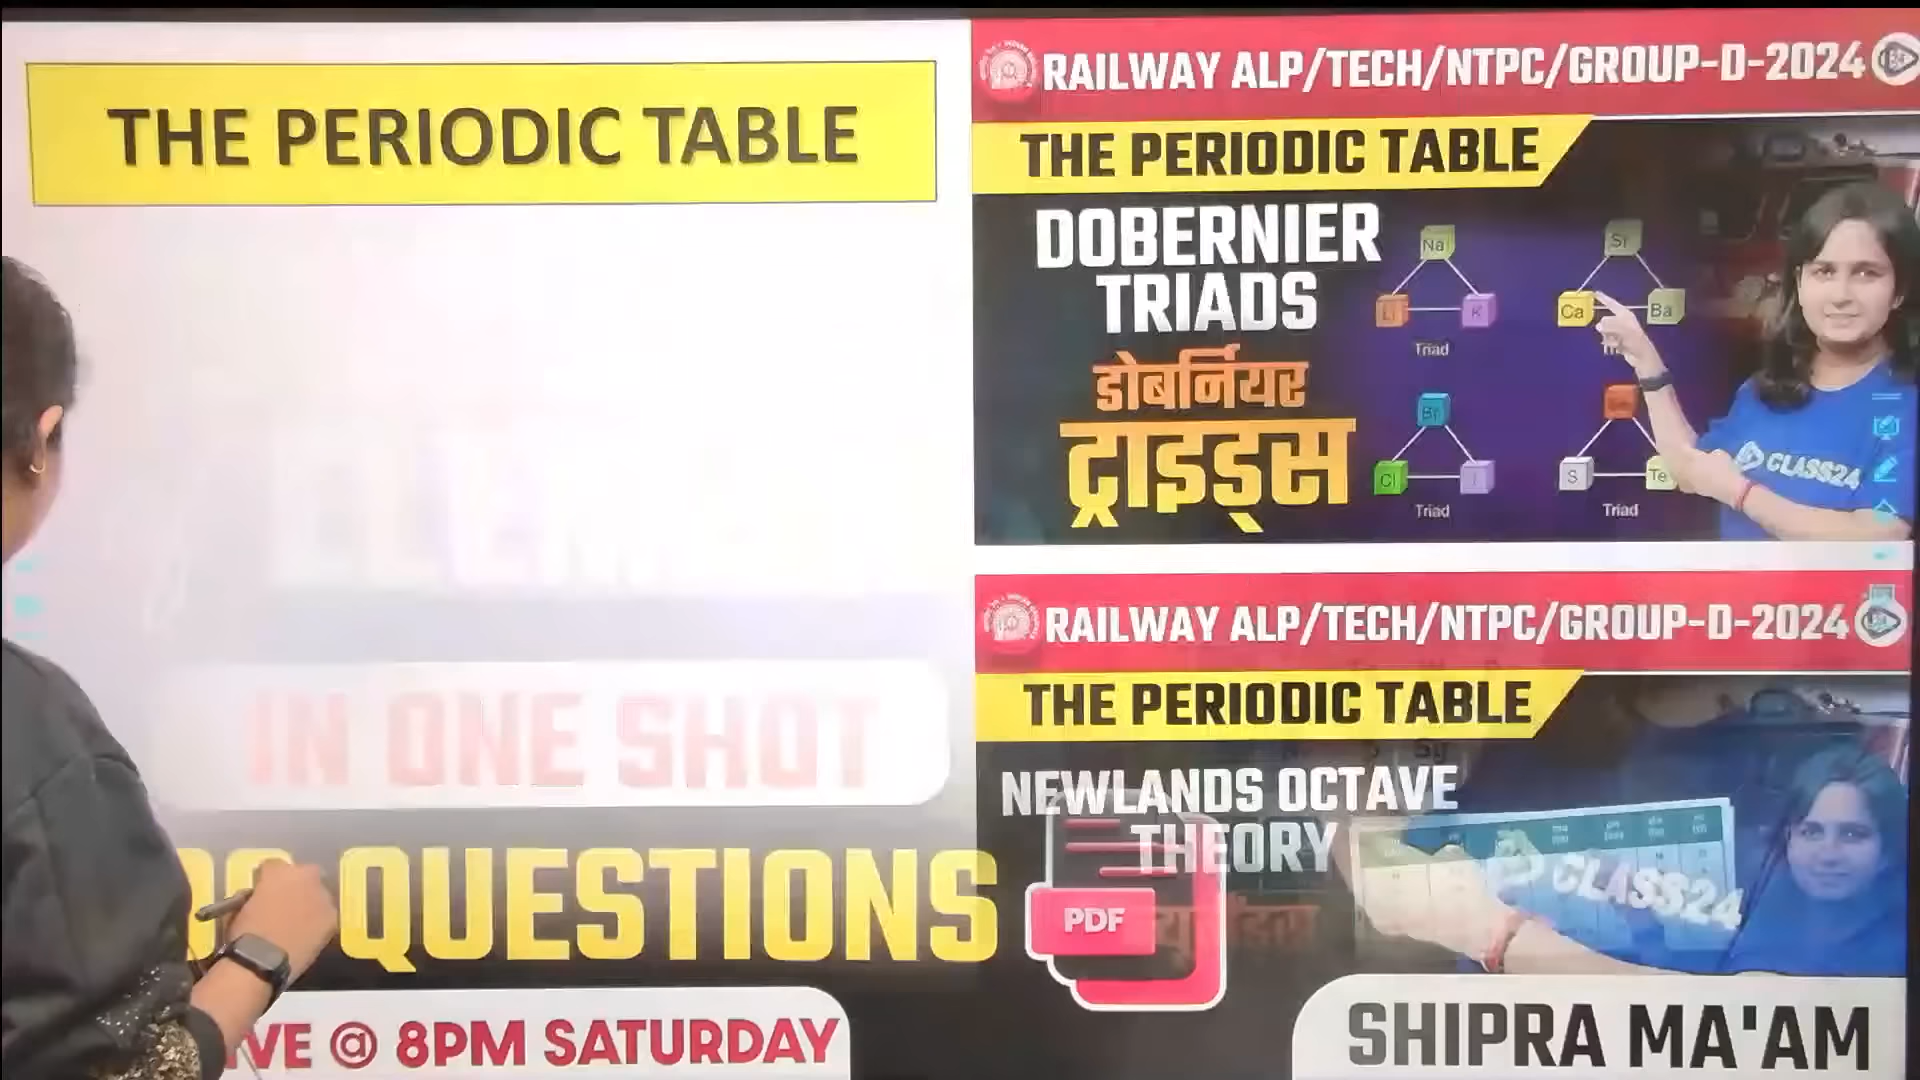 THE PERIODIC TABLE
IN ONE SHOT
QUESTIONS
@ 8PM SATURDAY
RAILWAY ALP/TECH/NTPC/GROUP-D-2024
THE PERIODIC TABLE
DOBERNIER
TRIADS
डोबर्नियर
ट्राइड्स
Na
Li
K
Triad
Sr
Ca
Ba
Br
Cl
I
Triad
S
Te
Triad
CLASS24
RAILWAY ALP/TECH/NTPC/GROUP-D-2024
THE PERIODIC TABLE
NEWLANDS OCTAVE
THEORY
CLASS24
PDF
SHIPRA MA'AM